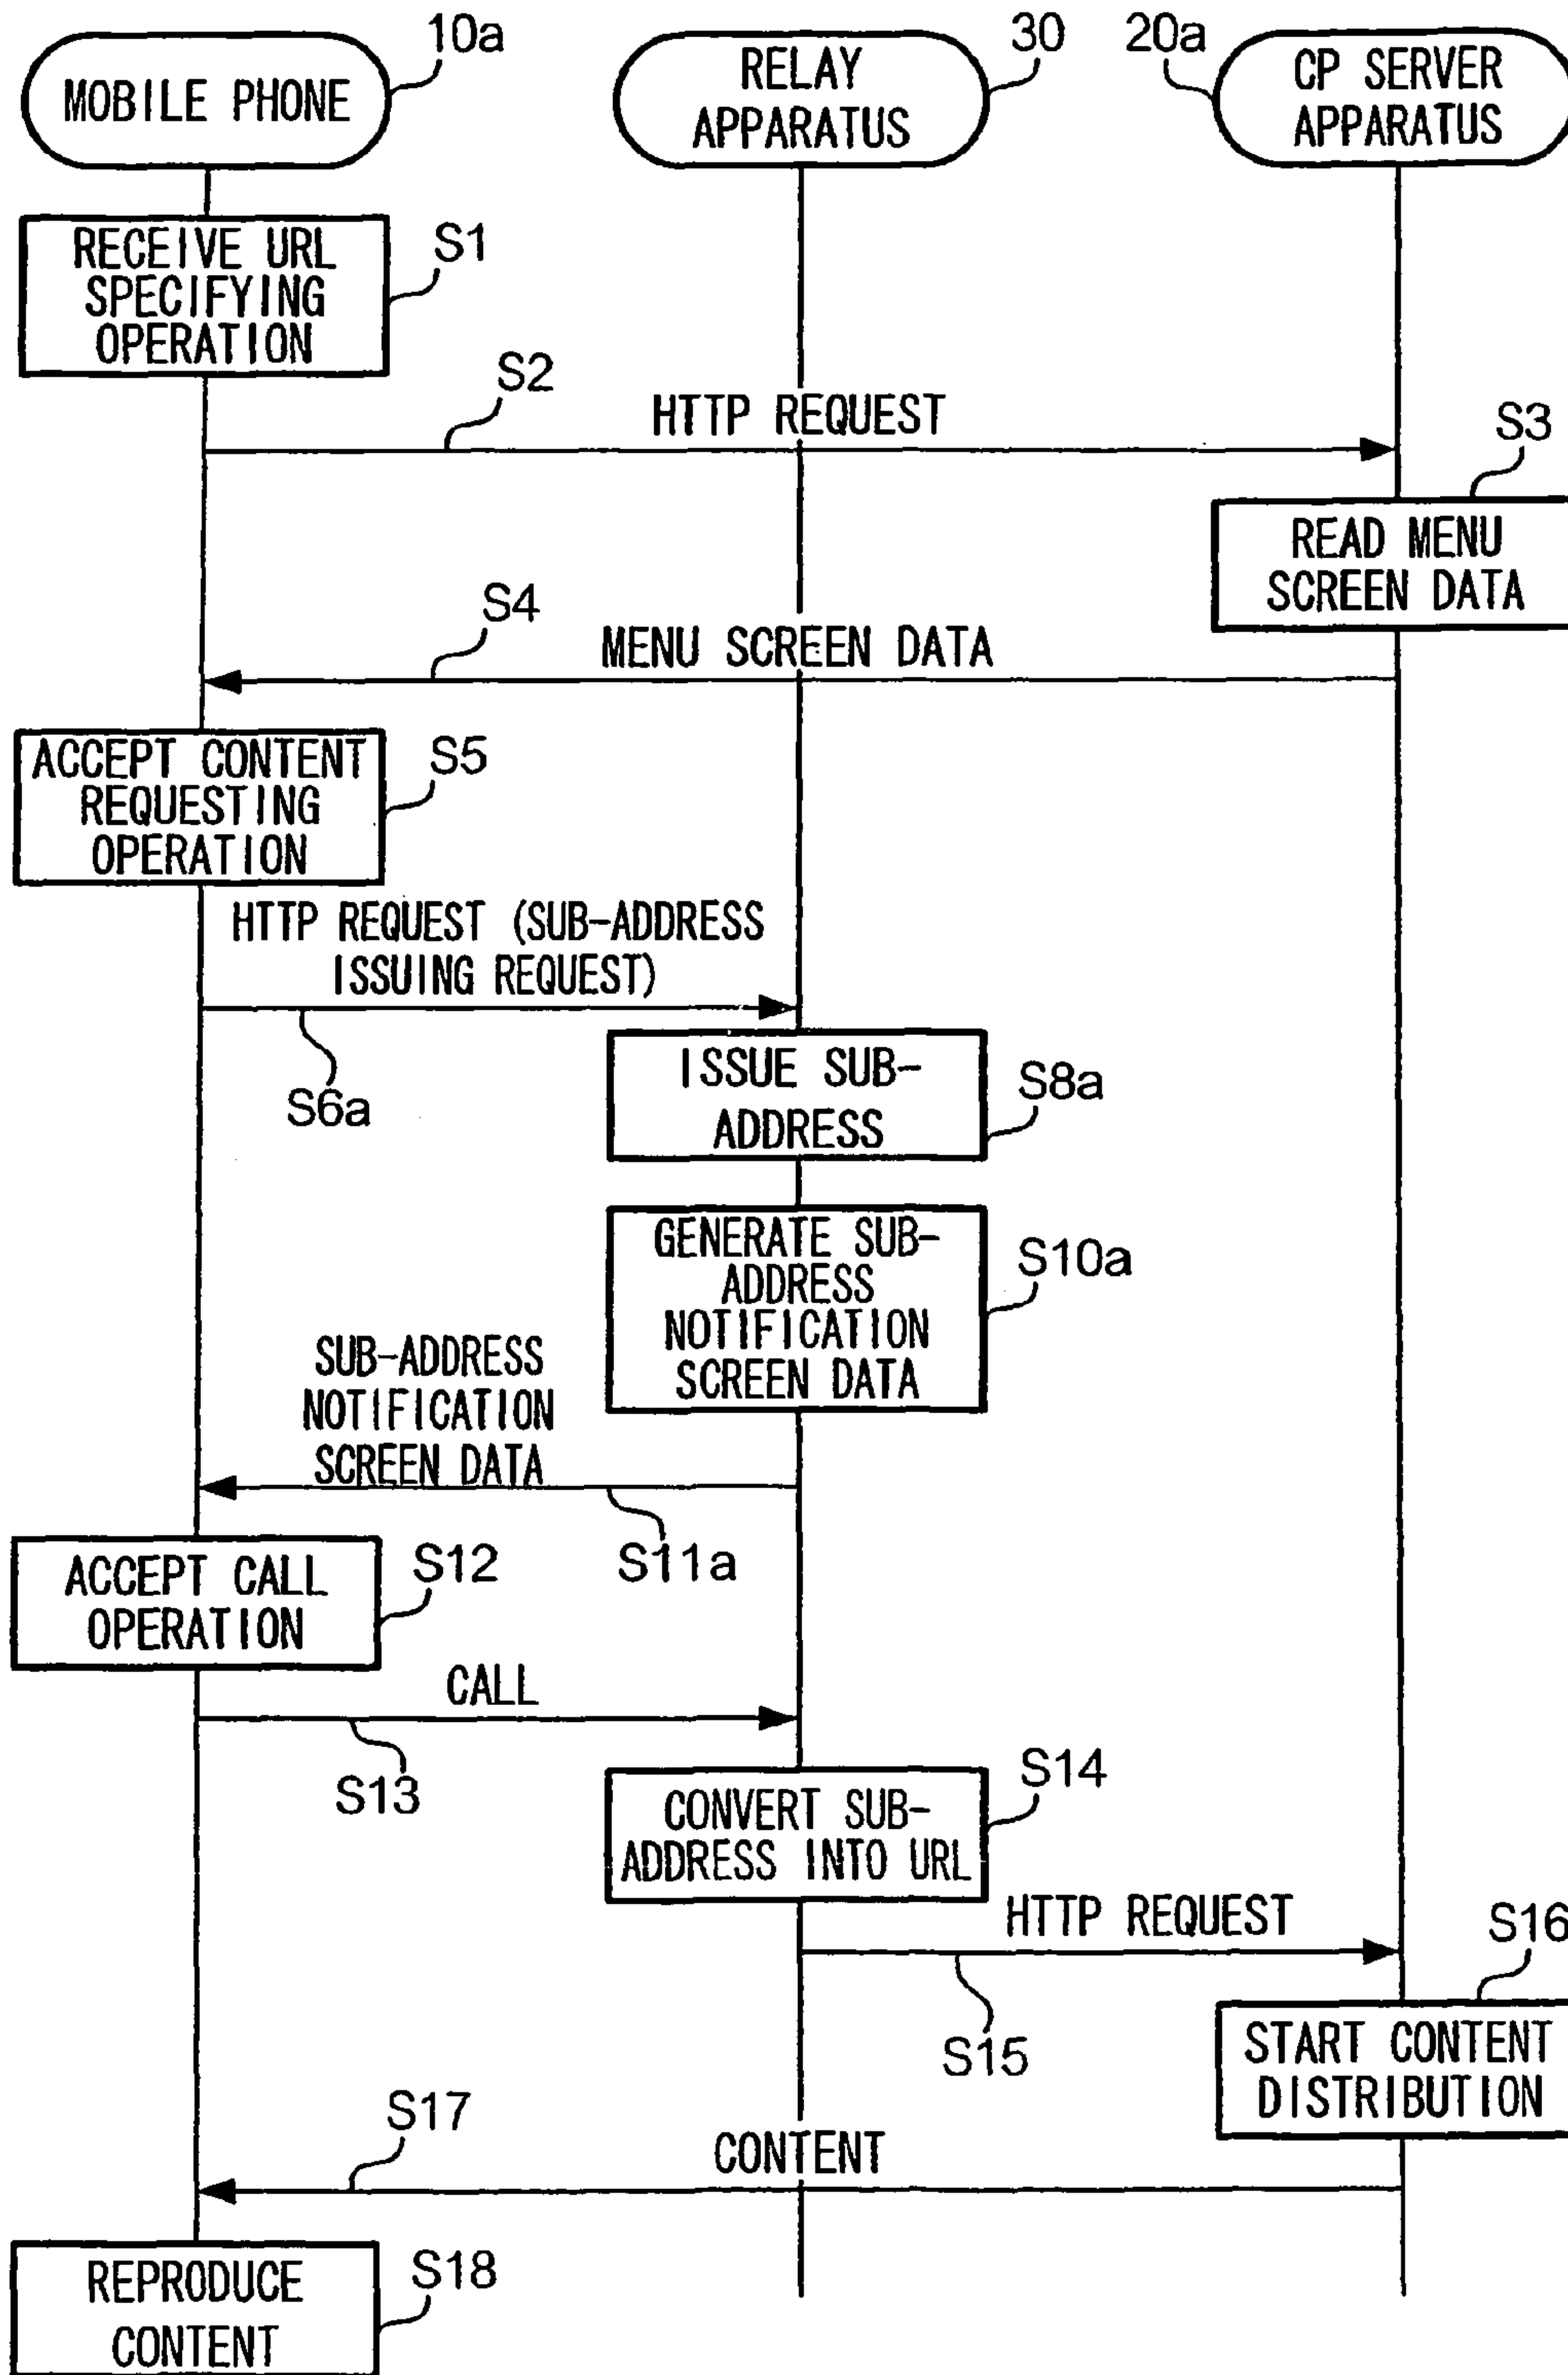 10a
30
20a
MOBILE PHONE
RELAY
APPARATUS
CP SERVER
APPARATUS
RECEIVE URL
SPECIFYING
OPERATION
S1
S2
HTTP REQUEST
S3
READ MENU
SCREEN DATA
S4
MENU SCREEN DATA
ACCEPT CONTENT
REQUESTING
OPERATION
S5
HTTP REQUEST (SUB-ADDRESS
ISSUING REQUEST)
S6a
ISSUE SUB-
ADDRESS
S8a
GENERATE SUB-
ADDRESS
NOTIFICATION
SCREEN DATA
S10a
SUB-ADDRESS
NOTIFICATION
SCREEN DATA
S11a
ACCEPT CALL
OPERATION
S12
CALL
S13
CONVERT SUB-
ADDRESS INTO URL
S14
HTTP REQUEST
S15
S16
START CONTENT
DISTRIBUTION
S17
CONTENT
REPRODUCE
CONTENT
S18